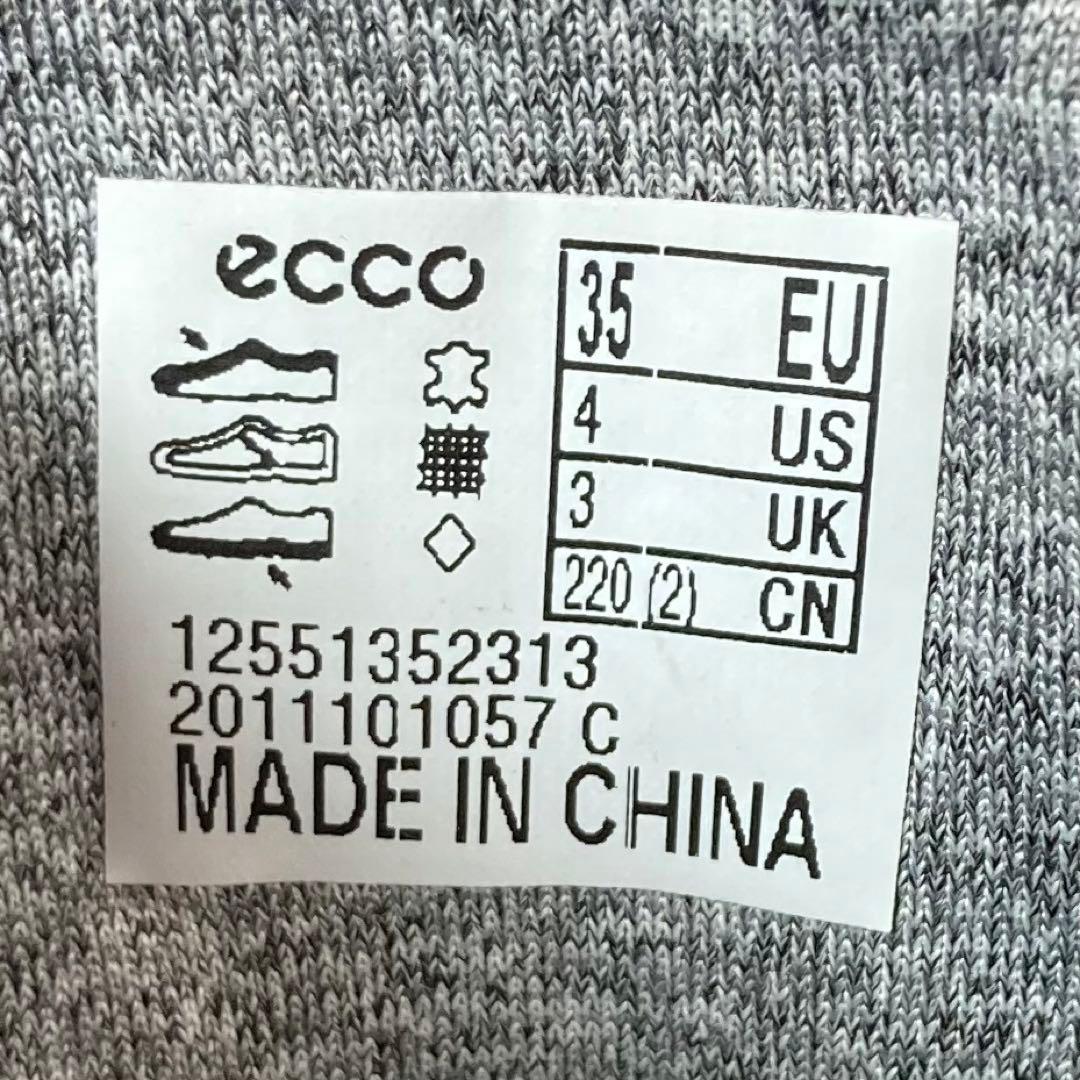 ecco
35 EU
4 US
3 UK
220 (2) CN
12551352313
2011101057 C
MADE IN CHINA